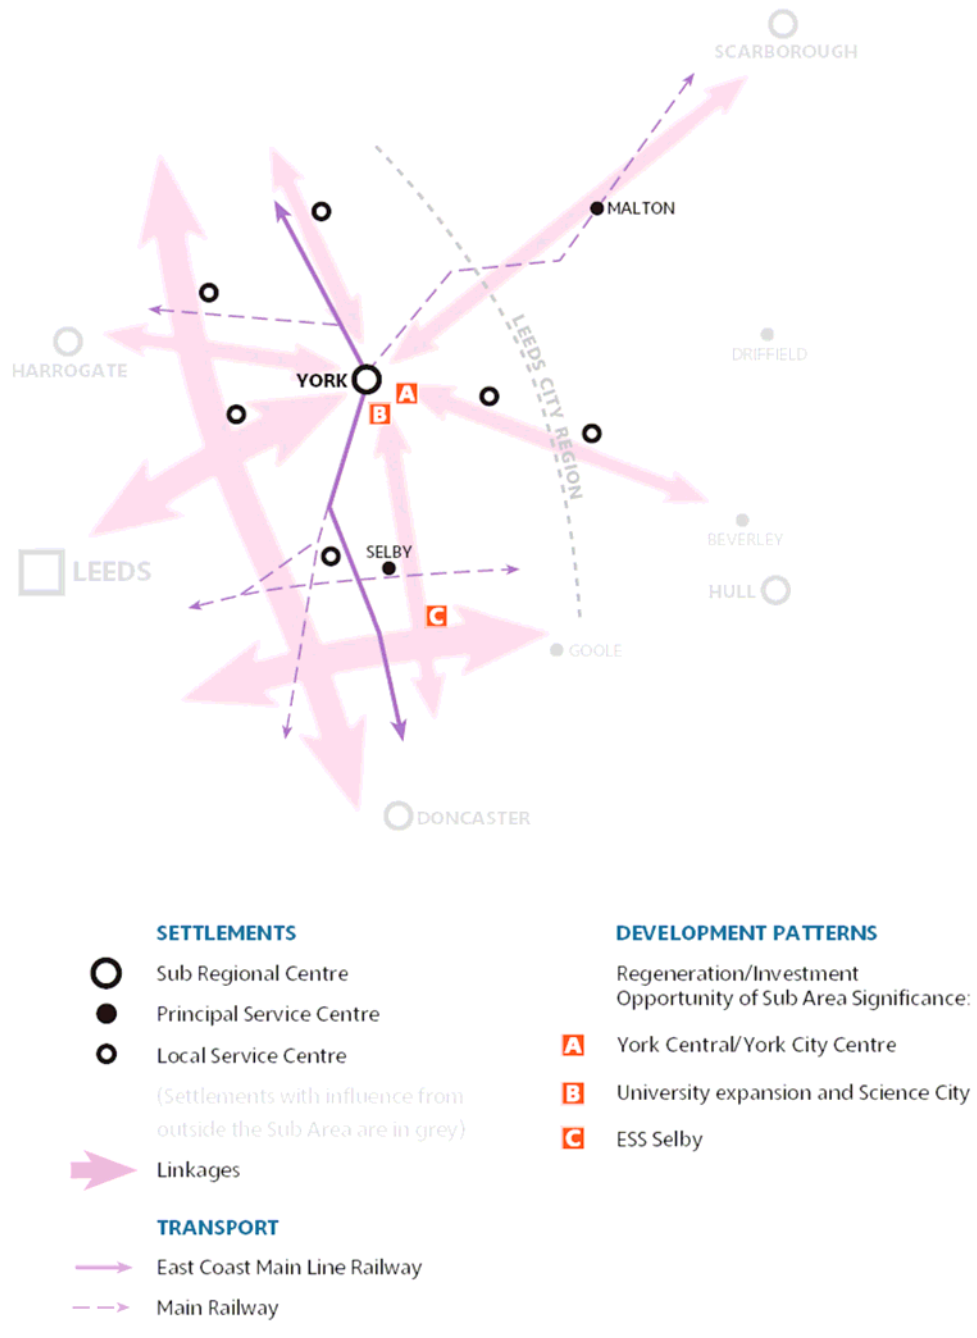 SCARBOROUGH
MALTON
LEEDS CITY REGION
HARROGATE
DRIFFIELD
YORK
A
B
BEVERLEY
SELBY
LEEDS
HULL
C
GOOLE
DONCASTER
SETTLEMENTS
Sub Regional Centre
Principal Service Centre
Local Service Centre
(Settlements with influence from
outside the Sub Area are in grey)
Linkages
TRANSPORT
East Coast Main Line Railway
Main Railway
DEVELOPMENT PATTERNS
Regeneration/Investment
Opportunity of Sub Area Significance:
A York Central/York City Centre
B University expansion and Science City
C ESS Selby